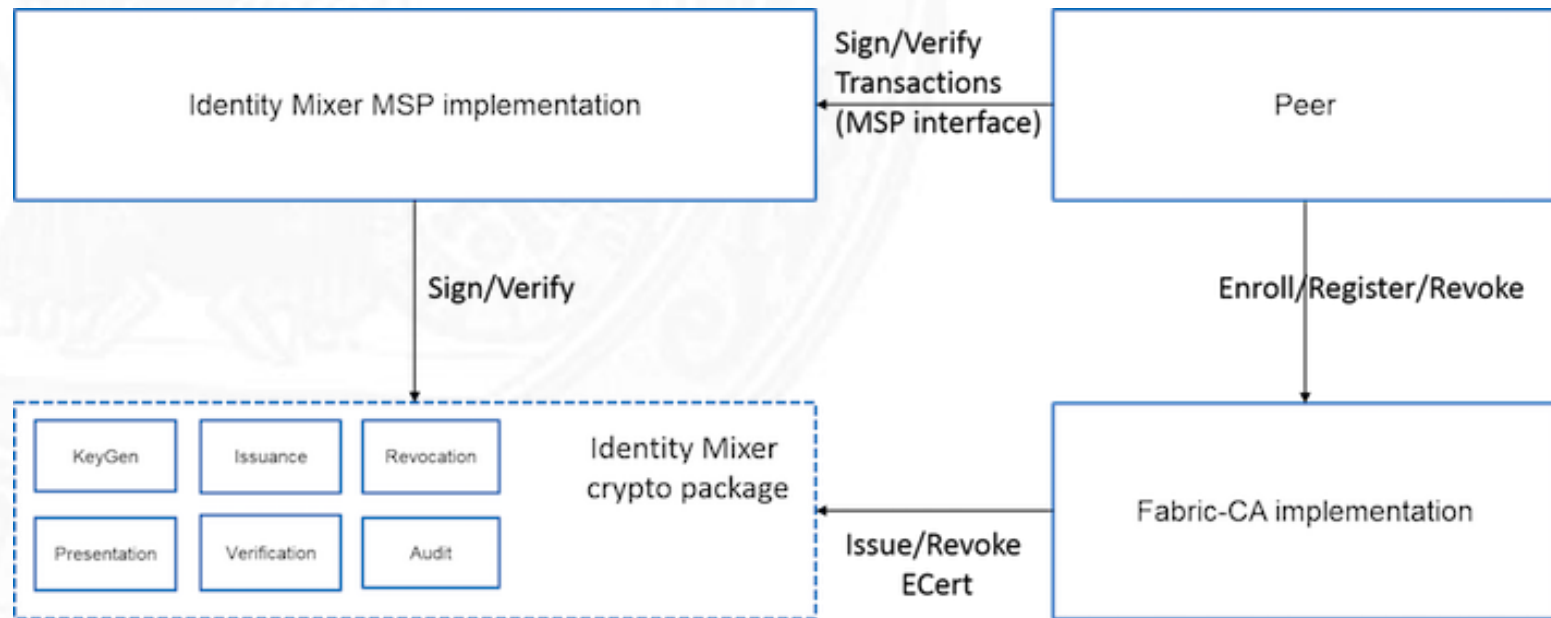 Identity Mixer MSP implementation
Sign/Verify
Transactions
(MSP interface)
Peer
Sign/Verify
Enroll/Register/Revoke
KeyGen
Issuance
Revocation
Presentation
Verification
Audit
Identity Mixer
crypto package
Issue/Revoke
ECert
Fabric-CA implementation